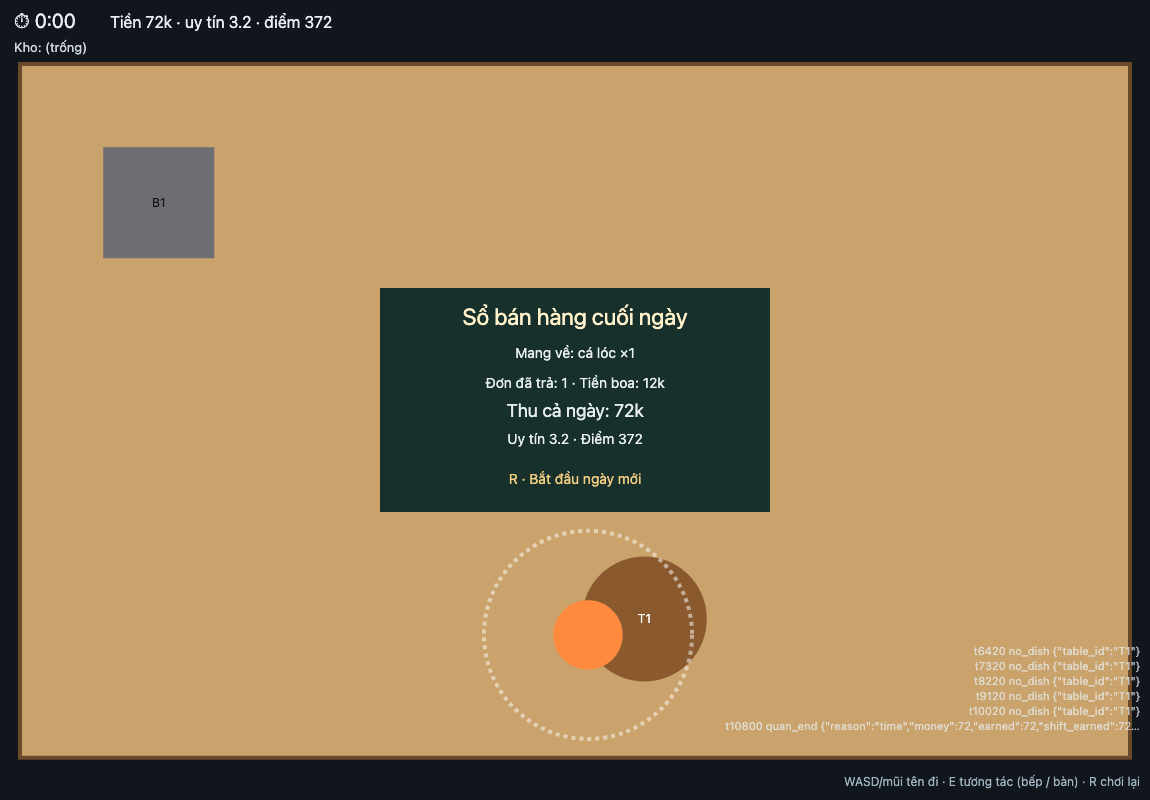 ⏱ 0:00 Tiền 72k · uy tín 3.2 · điểm 372
Kho: (trống)
B1
Sổ bán hàng cuối ngày
Mang về: cá lóc ×1
Đơn đã trả: 1 · Tiền boa: 12k
Thu cả ngày: 72k
Uy tín 3.2 · Điểm 372
R · Bắt đầu ngày mới
T1
t6420 no_dish {"table_id":"T1"}
t7320 no_dish {"table_id":"T1"}
t8220 no_dish {"table_id":"T1"}
t9120 no_dish {"table_id":"T1"}
t10020 no_dish {"table_id":"T1"}
t10800 quan_end {"reason":"time","money":72,"earned":72,"shift_earned":72...
WASD/mũi tên đi · E tương tác (bếp / bàn) · R chơi lại